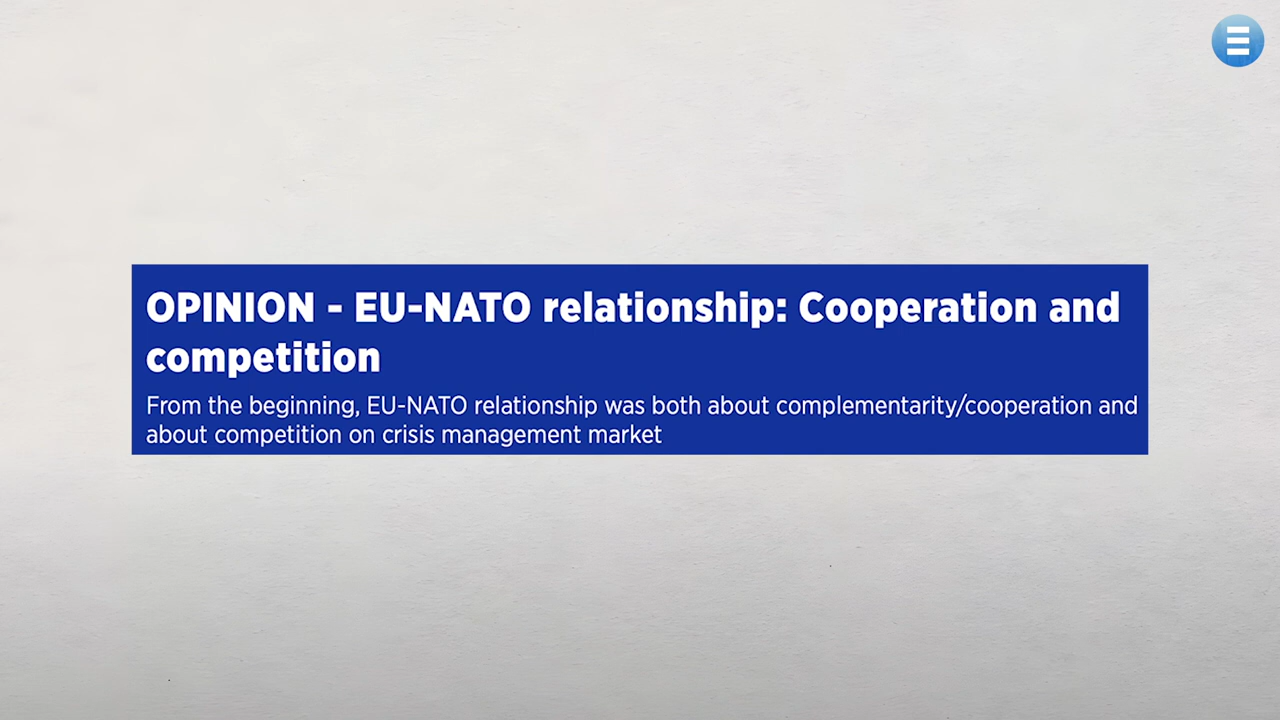 OPINION - EU-NATO relationship: Cooperation and
competition
From the beginning, EU-NATO relationship was both about complementarity/cooperation and
about competition on crisis management market